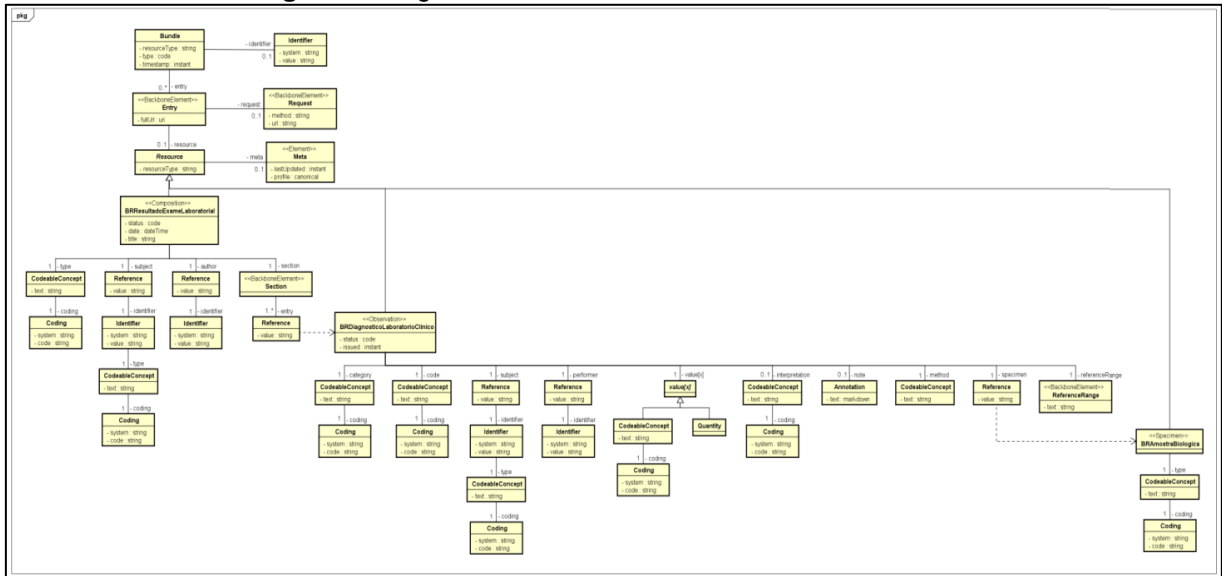 pkg
Bundle
- resourceType : string
- type : code
- timestamp : instant
- identifier
0..1
Identifier
- system : string
- value : string
0..* - entry
<<BackboneElement>>
Entry
- fullUrl : uri
- request
0..1
<<BackboneElement>>
Request
- method : string
- url : string
0..1 - resource
Resource
- resourceType : string
- meta
0..1
<<Element>>
Meta
- lastUpdated : instant
- profile : canonical
<<Composition>>
BRResultadoExameLaboratorial
- status : code
- date : dateTime
- title : string
1 - type
CodeableConcept
- text : string
1 - coding
Coding
- system : string
- code : string
1 - subject
Reference
- value : string
1 - identifier
Identifier
- system : string
- value : string
1 - type
CodeableConcept
- text : string
1 - coding
Coding
- system : string
- code : string
1 - author
Reference
- value : string
1 - identifier
Identifier
- system : string
- value : string
1 - section
<<BackboneElement>>
Section
1..* - entry
Reference
- value : string
<<Observation>>
BRDiagnosticoLaboratorioClinico
- status : code
- issued : instant
1 - category
CodeableConcept
- text : string
1 - coding
Coding
- system : string
- code : string
1 - code
CodeableConcept
- text : string
1 - coding
Coding
- system : string
- code : string
1 - subject
Reference
- value : string
1 - identifier
Identifier
- system : string
- value : string
1 - type
CodeableConcept
- text : string
1 - coding
Coding
- system : string
- code : string
1 - performer
Reference
- value : string
1 - identifier
Identifier
- system : string
- value : string
1 - value[x]
value[x]
CodeableConcept
- text : string
1 - coding
Coding
- system : string
- code : string
Quantity
0..1 - interpretation
CodeableConcept
- text : string
1 - coding
Coding
- system : string
- code : string
0..1 - note
Annotation
- text : markdown
1 - method
CodeableConcept
- text : string
1 - specimen
Reference
- value : string
1 - referenceRange
<<BackboneElement>>
ReferenceRange
- text : string
<<Specimen>>
BRAmostraBiologica
1 - type
CodeableConcept
- text : string
1 - coding
Coding
- system : string
- code : string